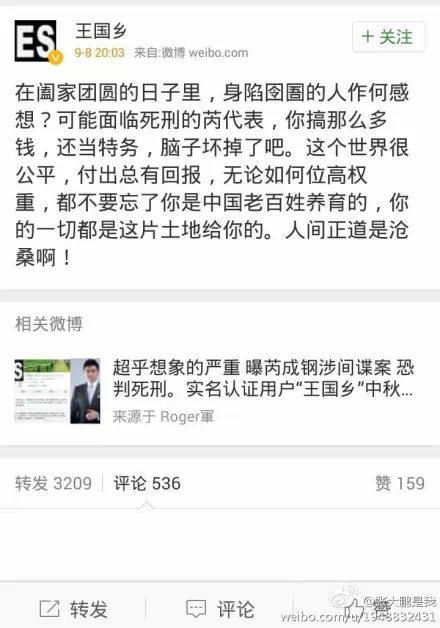 ES
王国乡
9-8 20:03 来自:微博 weibo.com
+ 关注
在阖家团圆的日子里，身陷囹圄的人作何感
想？可能面临死刑的芮代表，你搞那么多
钱，还当特务，脑子坏掉了吧。这个世界很
公平，付出总有回报，无论如何位高权
重，都不要忘了你是中国老百姓养育的，你
的一切都是这片土地给你的。人间正道是沧
桑啊！
相关微博
超乎想象的严重 曝芮成钢涉间谍案 恐
判死刑。实名认证用户“王国乡”中秋...
来源于 Roger軍
转发 3209 评论 536 赞 159
转发 评论 赞
@张大鹏是我
weibo.com/u/1948832431